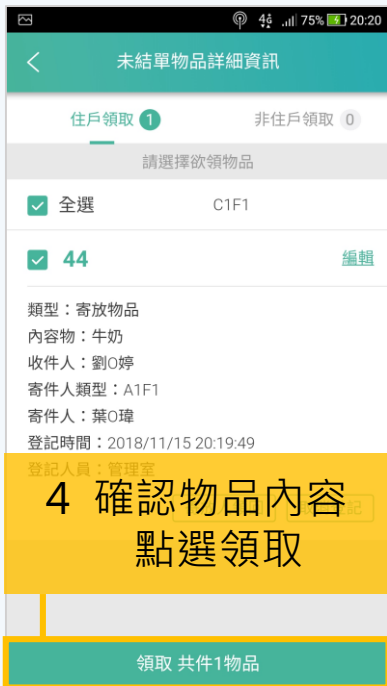 4G 75% 20:20
未結單物品詳細資訊
住戶領取 1 非住戶領取 0
請選擇欲領物品
全選 C1F1
44 編輯
類型：寄放物品
內容物：牛奶
收件人：劉O婷
寄件人類型：A1F1
寄件人：葉O瑋
登記時間：2018/11/15 20:19:49
登記人員：管理室
4 確認物品內容
點選領取
領取 共件1物品